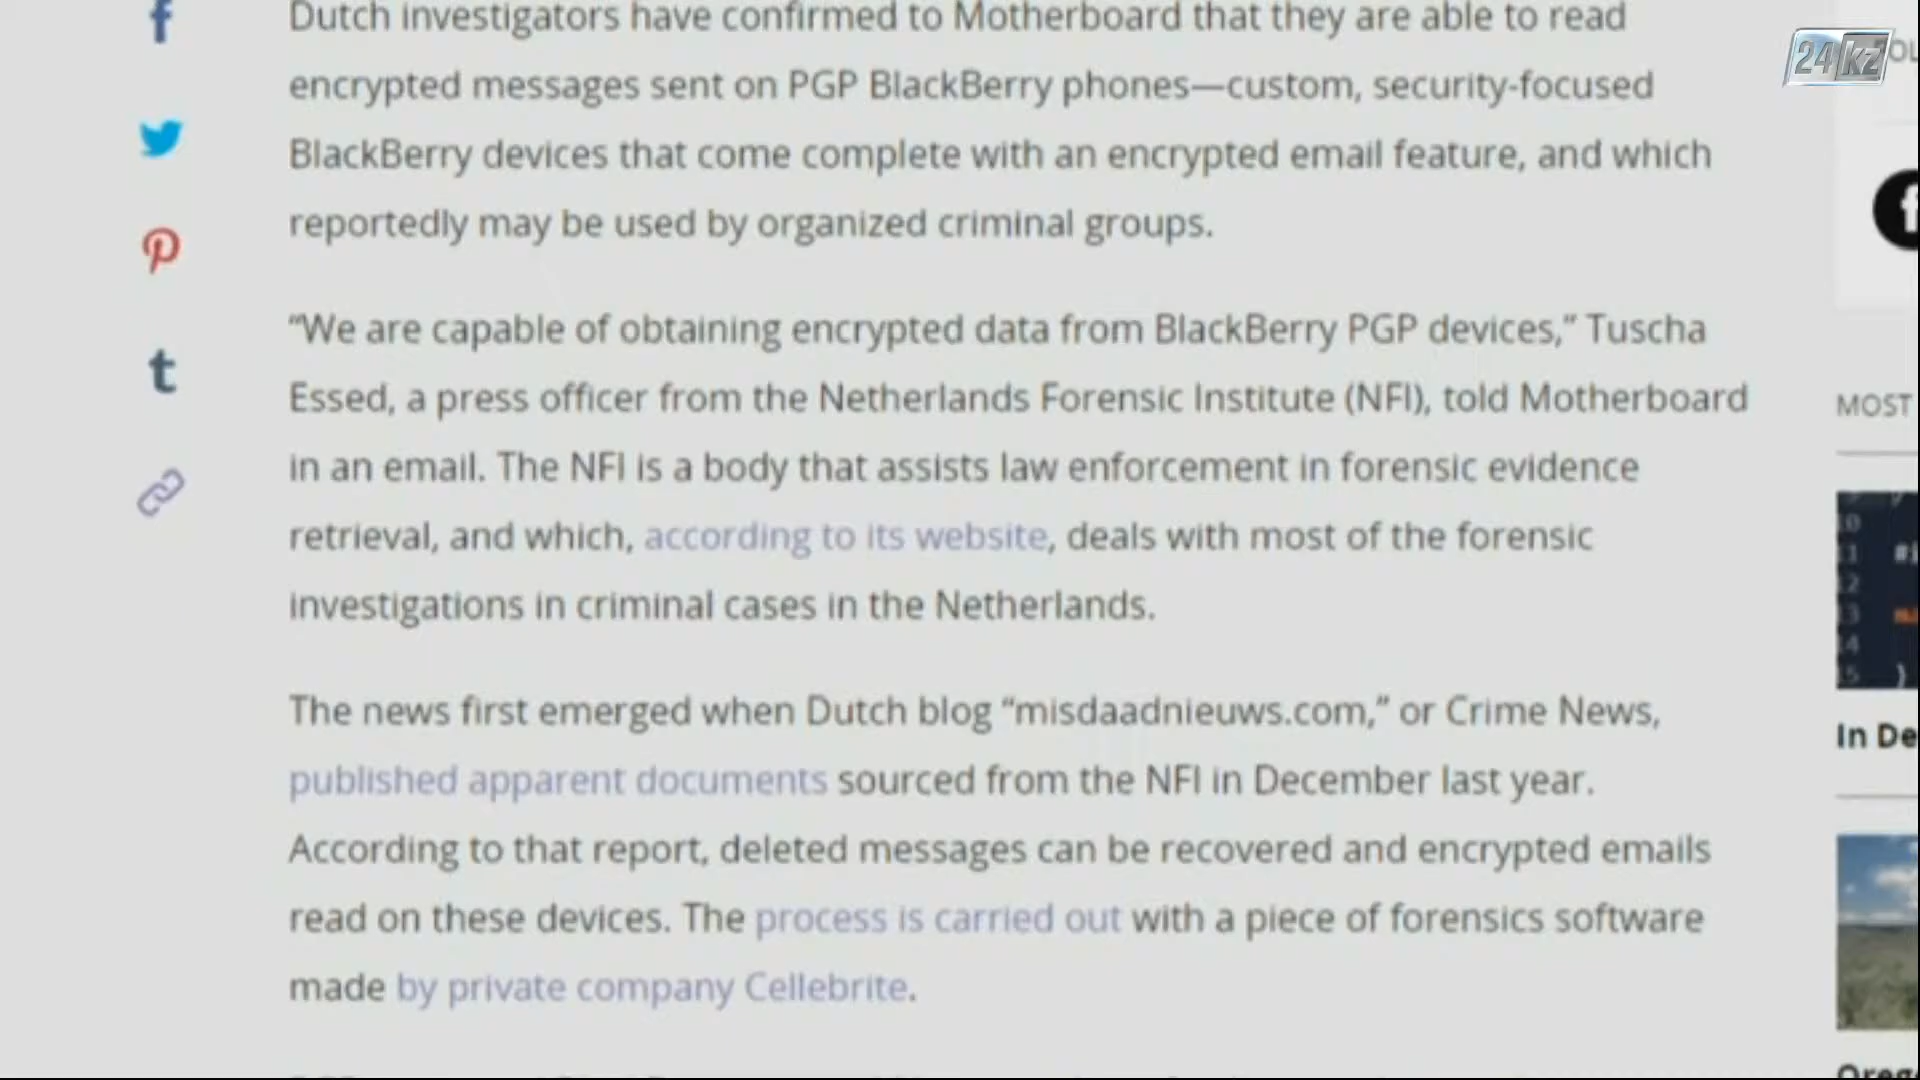 Dutch investigators have confirmed to Motherboard that they are able to read
encrypted messages sent on PGP BlackBerry phones—custom, security-focused
BlackBerry devices that come complete with an encrypted email feature, and which
reportedly may be used by organized criminal groups.
“We are capable of obtaining encrypted data from BlackBerry PGP devices,” Tuscha
Essed, a press officer from the Netherlands Forensic Institute (NFI), told Motherboard
in an email. The NFI is a body that assists law enforcement in forensic evidence
retrieval, and which, according to its website, deals with most of the forensic
investigations in criminal cases in the Netherlands.
The news first emerged when Dutch blog “misdaadnieuws.com,” or Crime News,
published apparent documents sourced from the NFI in December last year.
According to that report, deleted messages can be recovered and encrypted emails
read on these devices. The process is carried out with a piece of forensics software
made by private company Cellebrite.
24kz
MOST
10
11 #i
12
13
14
15 }
In De